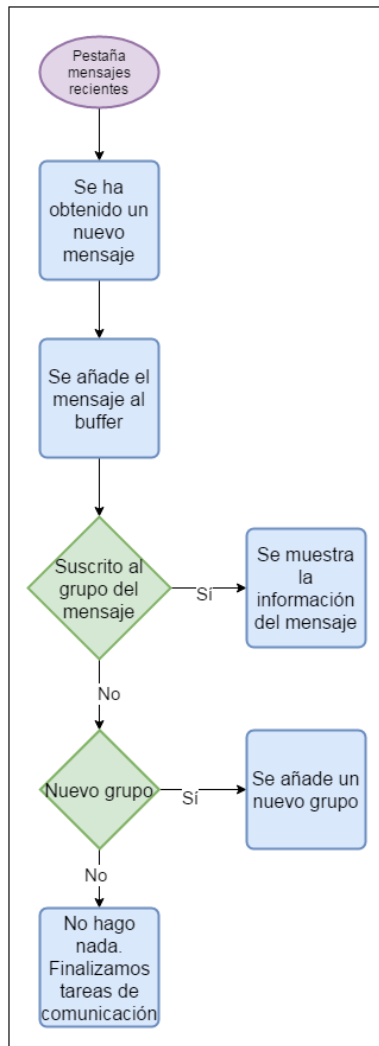 Pestaña
mensajes
recientes
Se ha
obtenido un
nuevo
mensaje
Se añade el
mensaje al
buffer
Suscrito al
grupo del
mensaje
Sí
Se muestra
la
información
del mensaje
No
Nuevo grupo
Sí
Se añade un
nuevo grupo
No
No hago
nada.
Finalizamos
tareas de
comunicación